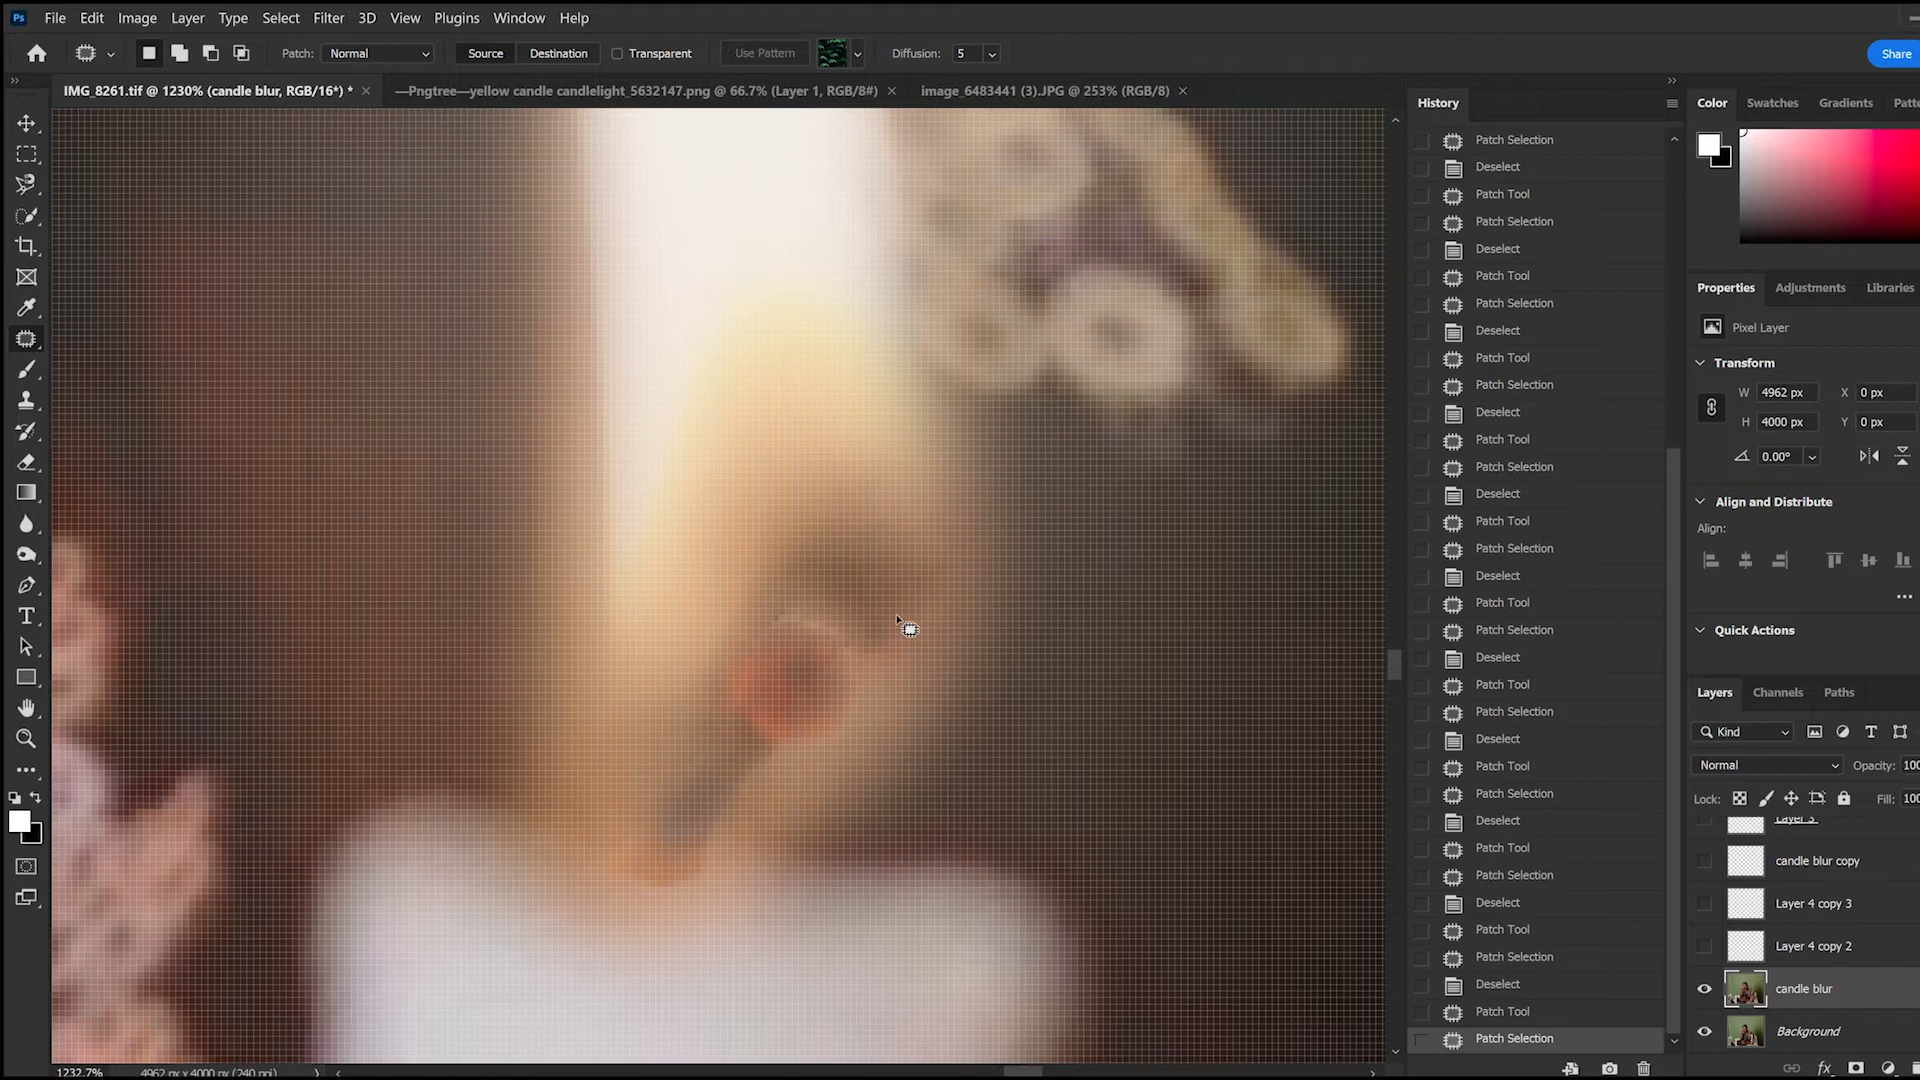 Ps File Edit Image Layer Type Select Filter 3D View Plugins Window Help
Patch: Normal Source Destination Transparent Use Pattern Diffusion: 5 Share
IMG_8261.tif @ 1230% (candle blur, RGB/16*) * —Pngtree—yellow candle candlelight_5632147.png @ 66.7% (Layer 1, RGB/8#) image_6483441 (3).JPG @ 253% (RGB/8)
History
Patch Selection
Deselect
Patch Tool
Patch Selection
Deselect
Patch Tool
Patch Selection
Deselect
Patch Tool
Patch Selection
Deselect
Patch Tool
Patch Selection
Deselect
Patch Tool
Patch Selection
Deselect
Patch Tool
Patch Selection
Deselect
Patch Tool
Patch Selection
Deselect
Patch Tool
Patch Selection
Deselect
Patch Tool
Patch Selection
Deselect
Patch Tool
Patch Selection
Deselect
Patch Tool
Patch Selection
Color Swatches Gradients Patte
Properties Adjustments Libraries
Pixel Layer
Transform
W 4962 px X 0 px
H 4000 px Y 0 px
0.00°
Align and Distribute
Align:
Quick Actions
Layers Channels Paths
Kind
Normal Opacity: 100
Lock: Fill: 100
Layer 3
candle blur copy
Layer 4 copy 3
Layer 4 copy 2
candle blur
Background
fx
1232.7% 4962 px x 4000 px (240 ppi)